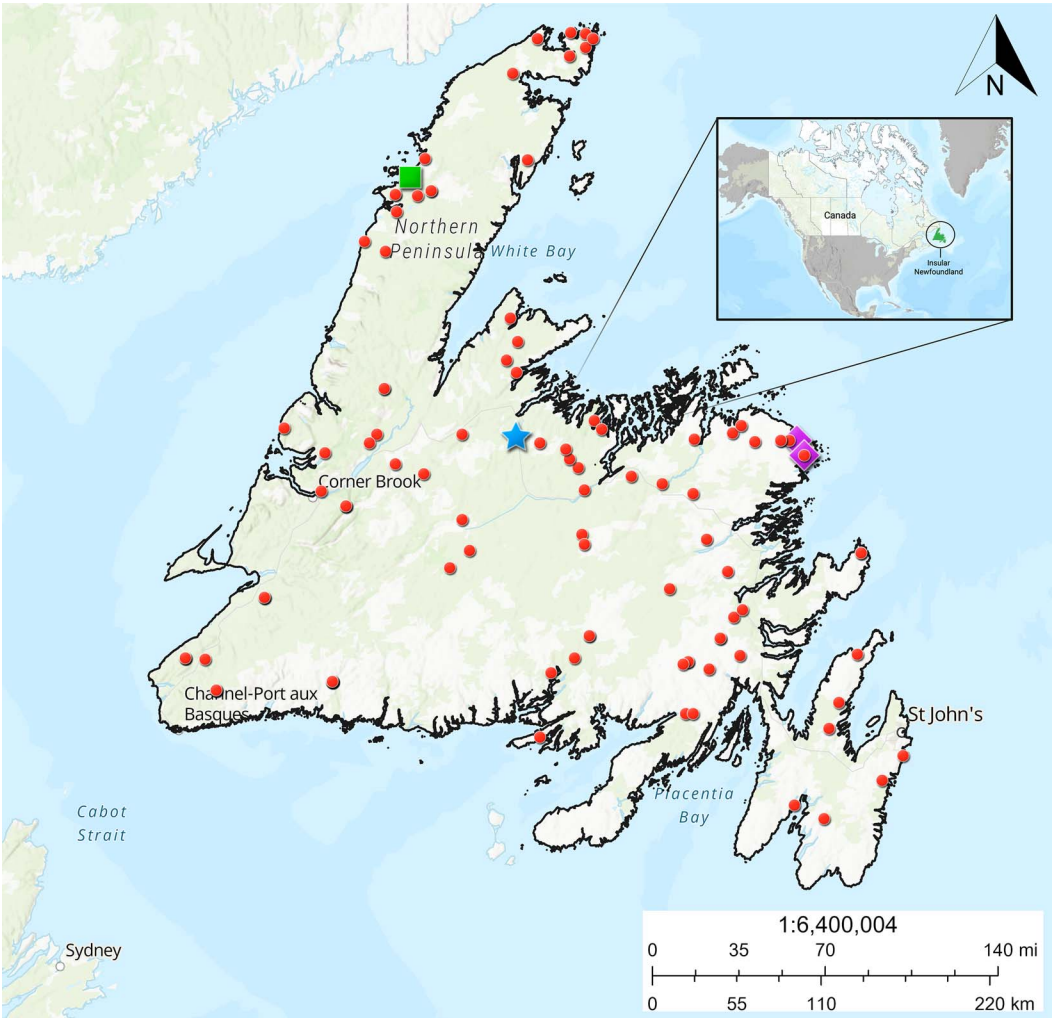 N
Canada
Insular
Newfoundland
Northern
Peninsula
White Bay
Corner Brook
Channel-Port aux
Basques
St John's
Placentia
Bay
Cabot
Strait
Sydney
1:6,400,004
0 35 70 140 mi
0 55 110 220 km